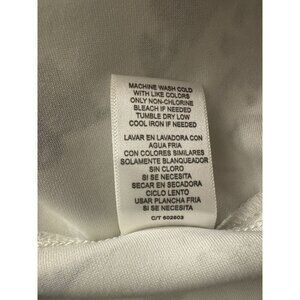 MACHINE WASH COLD
WITH LIKE COLORS
ONLY NON-CHLORINE
BLEACH IF NEEDED
TUMBLE DRY LOW
COOL IRON IF NEEDED
LAVAR EN LAVADORA CON
AGUA FRIA
CON COLORES SIMILARES
SOLAMENTE BLANQUEADOR
SIN CLORO
SI SE NECESITA
SECAR EN SECADORA
CICLO LENTO
USAR PLANCHA FRIA
SI SE NECESITA
C/T 602603